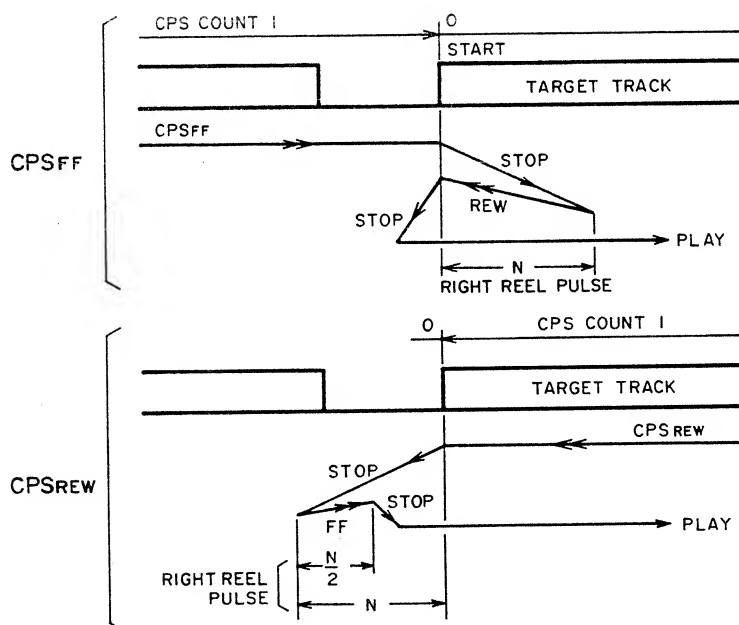 CPS COUNT 1
0
START
TARGET TRACK
CPSFF
CPSFF
STOP
REW
STOP
PLAY
N
RIGHT REEL PULSE
0
CPS COUNT 1
TARGET TRACK
CPSREW
CPSREW
STOP
STOP
FF
PLAY
N
2
RIGHT REEL
PULSE
N